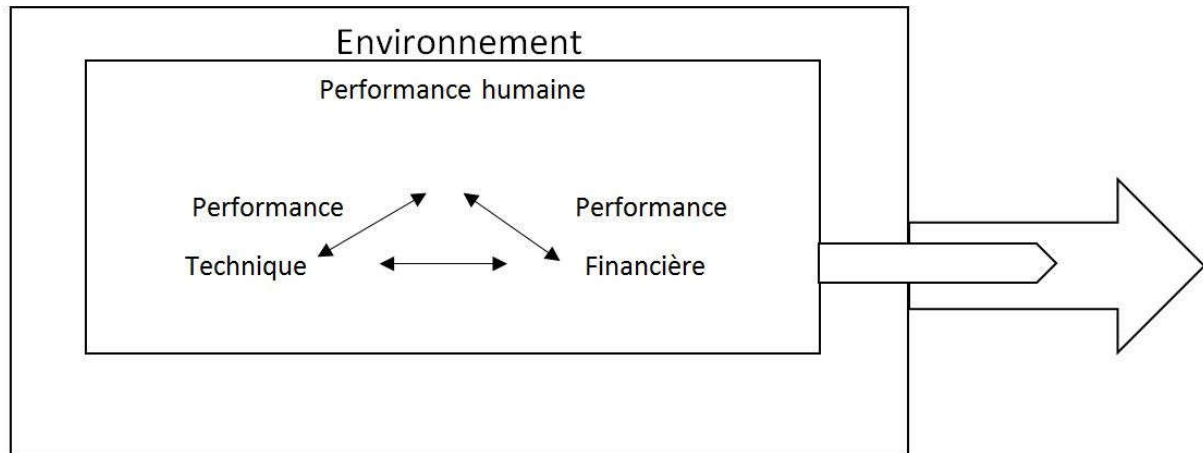 Environnement
Performance humaine
Performance
Performance
Technique
Financière